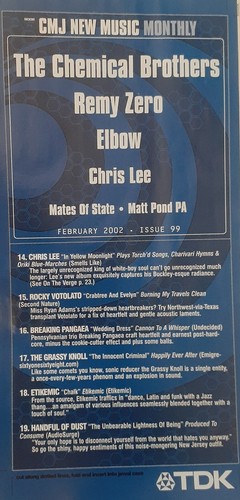 CMJ NEW MUSIC MONTHLY
The Chemical Brothers
Remy Zero
Elbow
Chris Lee
Mates Of State • Matt Pond PA
FEBRUARY 2002 • ISSUE 99
14. CHRIS LEE "In Yellow Moonlight" Plays Torch'd Songs, Charivari Hymns &
Oriki Blue-Marches (Smells Like)
The largely unrecognized king of white-boy soul can't go unrecognized much
longer: Lee's new album exquisitely captures his Buckley-esque radiance.
(See On The Verge p. 23.)
15. ROCKY VOTOLATO "Crabtree And Evelyn" Burning My Travels Clean
(Second Nature)
Miss Ryan Adams's stripped-down heartbreakers? Try Northwest-via-Texas
transplant Votolato for a fix of heartfelt and gentle acoustic laments.
16. BREAKING PANGAEA "Wedding Dress" Cannon To A Whisper (Undecided)
Pennsylvanian trio Breaking Pangaea craft heartfelt and earnest post-hard-
core, minus the cookie-cutter effect and plus some balls.
17. THE GRASSY KNOLL "The Innocent Criminal" Happily Ever After (Emigre-
sixtyonesixtyeight.com)
Like some comets you know, sonic reducer the Grassy Knoll is a single entity,
a once-every-few-years phenom and an explosion in sound.
18. ETIKEMIC "Chalk" Etikemic (Etikemic)
From the source, Etikemic traffics in "dance, Latin and funk with a Jazz
thang...an amalgam of various influences seamlessly blended together with a
touch of soul."
19. HANDFUL OF DUST "The Unbearable Lightness Of Being" Produced To
Consume (AudioSurge)
"Your only hope is to disconnect yourself from the world that hates you anyway."
So go the shiny, happy sentiments of this noise-mongering New Jersey outfit.
TDK